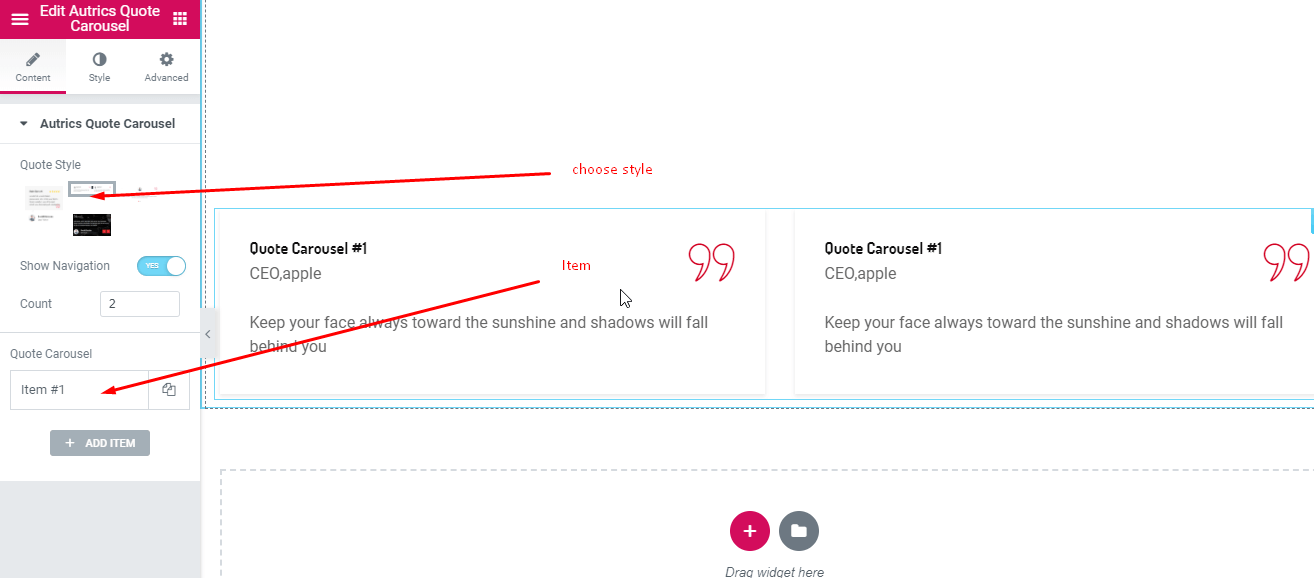 Edit Autrics Quote
Carousel
Content
Style
Advanced
Autrics Quote Carousel
Quote Style
choose style
Show Navigation
YES
Count
2
Quote Carousel
Item #1
ADD ITEM
Item
Quote Carousel #1
CEO,apple
Keep your face always toward the sunshine and shadows will fall
behind you
Quote Carousel #1
CEO,apple
Keep your face always toward the sunshine and shadows will fall
behind you
Drag widget here